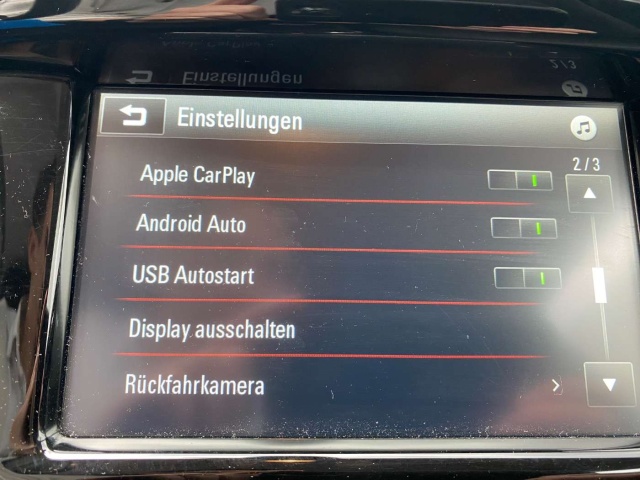 Einstellungen
2/3
Apple CarPlay
Android Auto
USB Autostart
Display ausschalten
Rückfahrkamera